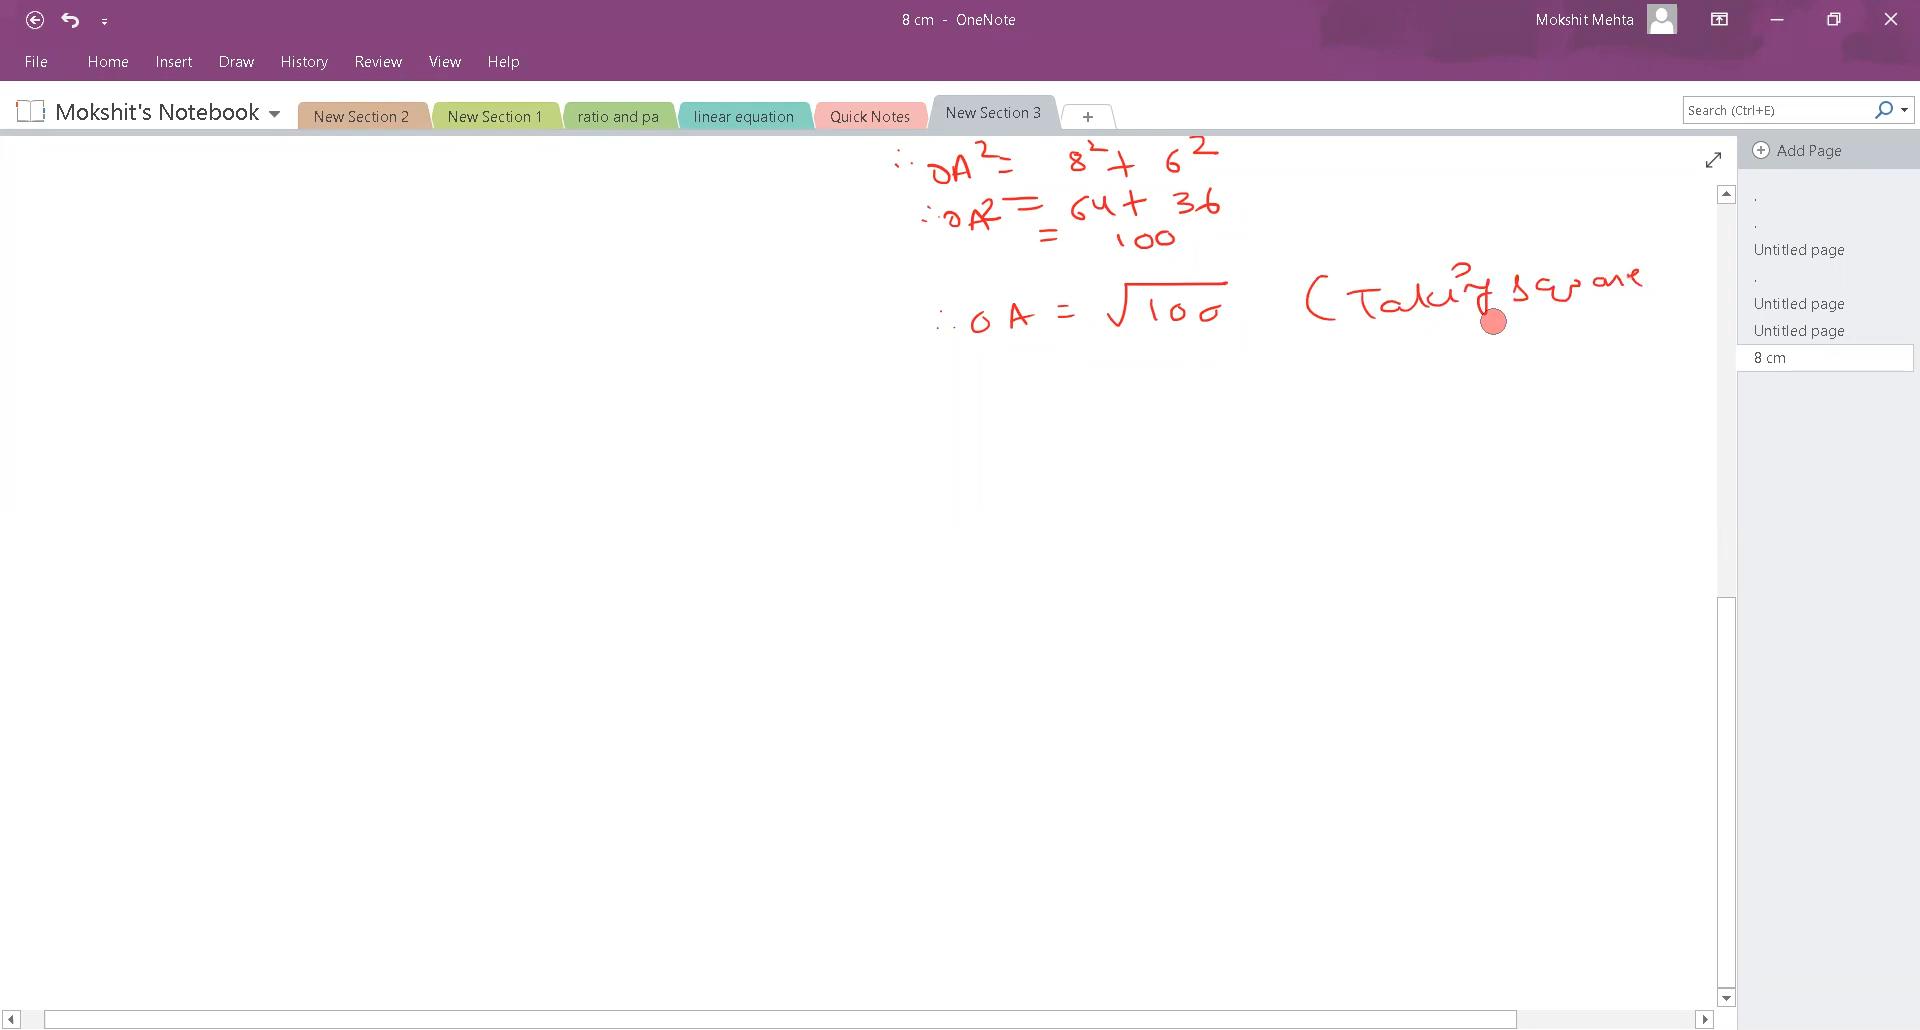 8 cm - OneNote
Mokshit Mehta
File Home Insert Draw History Review View Help
Mokshit's Notebook
New Section 2
New Section 1
ratio and pa
linear equation
Quick Notes
New Section 3
+
Search (Ctrl+E)
∴ OA² = 8² + 6²
∴ OA² = 64 + 36
= 100
∴ OA = √100 (Taking square
Add Page
.
.
Untitled page
.
Untitled page
Untitled page
8 cm